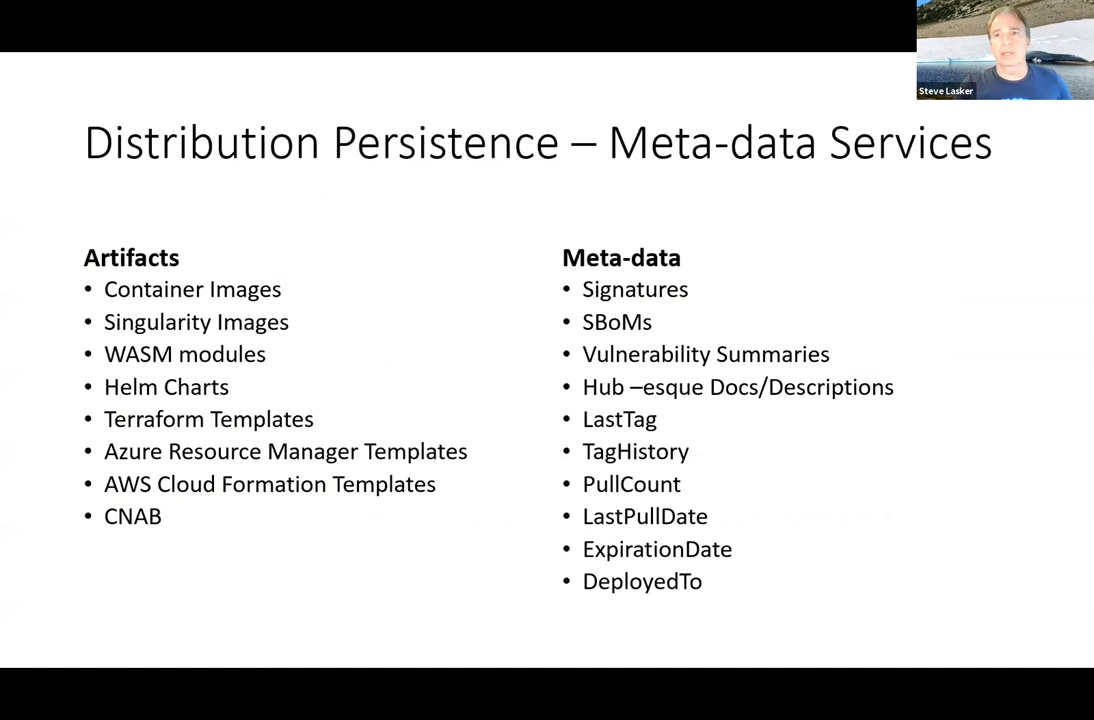 Steve Lasker
Distribution Persistence – Meta-data Services
Artifacts
• Container Images
• Singularity Images
• WASM modules
• Helm Charts
• Terraform Templates
• Azure Resource Manager Templates
• AWS Cloud Formation Templates
• CNAB
Meta-data
• Signatures
• SBoMs
• Vulnerability Summaries
• Hub –esque Docs/Descriptions
• LastTag
• TagHistory
• PullCount
• LastPullDate
• ExpirationDate
• DeployedTo